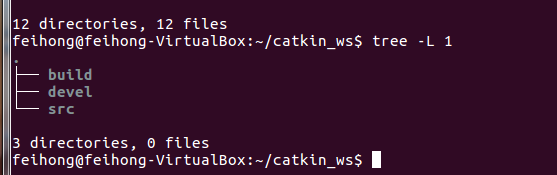 12 directories, 12 files
feihong@feihong-VirtualBox:~/catkin_ws$ tree -L 1
.
├── build
├── devel
└── src
3 directories, 0 files
feihong@feihong-VirtualBox:~/catkin_ws$